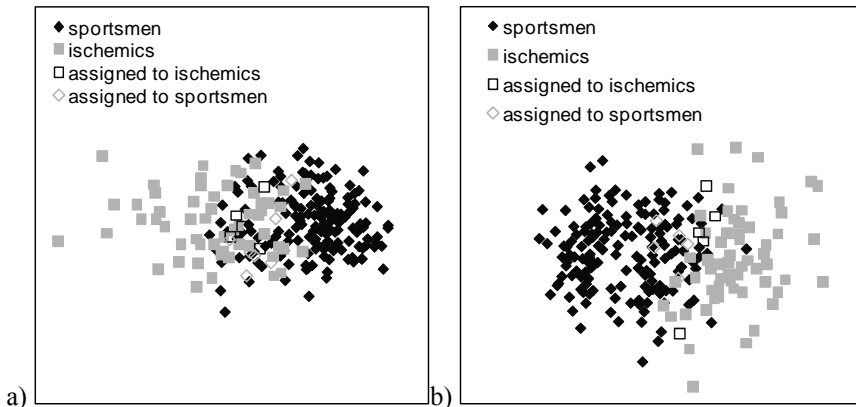 sportsmen
ischemics
assigned to ischemics
assigned to sportsmen
a)
sportsmen
ischemics
assigned to ischemics
assigned to sportsmen
b)